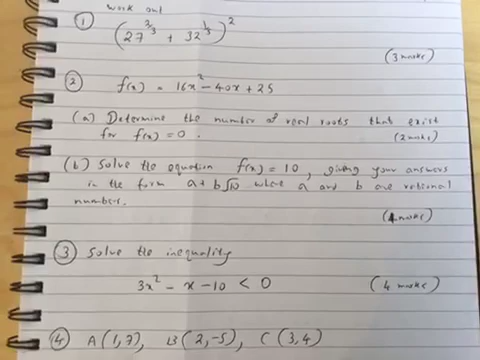 work out
① (27^{2/3} + 32^{1/5})²
(3 marks)
② f(x) = 16x² - 40x + 25
(a) Determine the number of real roots that exist
for f(x) = 0.
(2 marks)
(b) Solve the equation f(x) = 10, giving your answers
in the form a + b√10 where a and b are rational
numbers.
(4 marks)
③ Solve the inequality
3x² - x - 10 < 0 (4 marks)
④ A(1,7), B(2,-5), C(3,4)